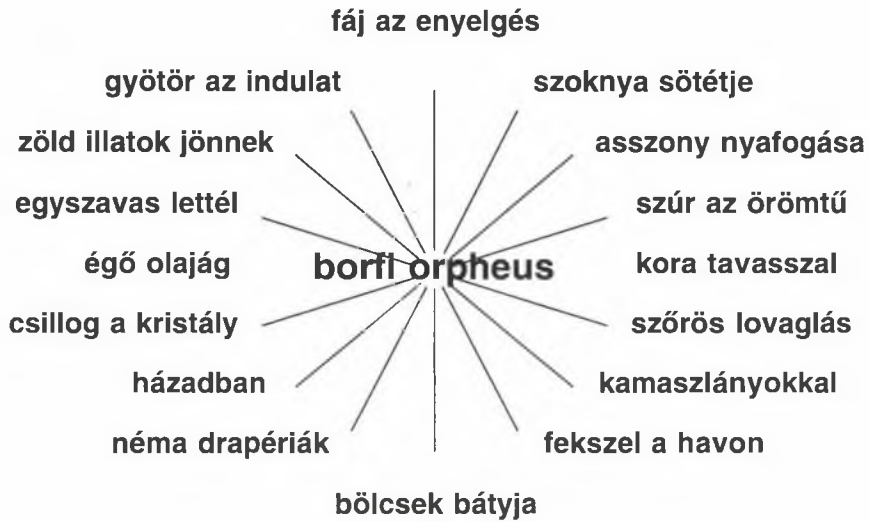 fáj az enyelgés
gyötör az indulat
szoknya sötétje
zöld illatok jönnek
asszony nyafogása
egyszavas lettél
szúr az örömtű
égő olajág
borfi orpheus
kora tavasszal
csillog a kristály
szőrös lovaglás
házadban
kamaszlányokkal
néma drapériák
fekszel a havon
bölcsek bátyja